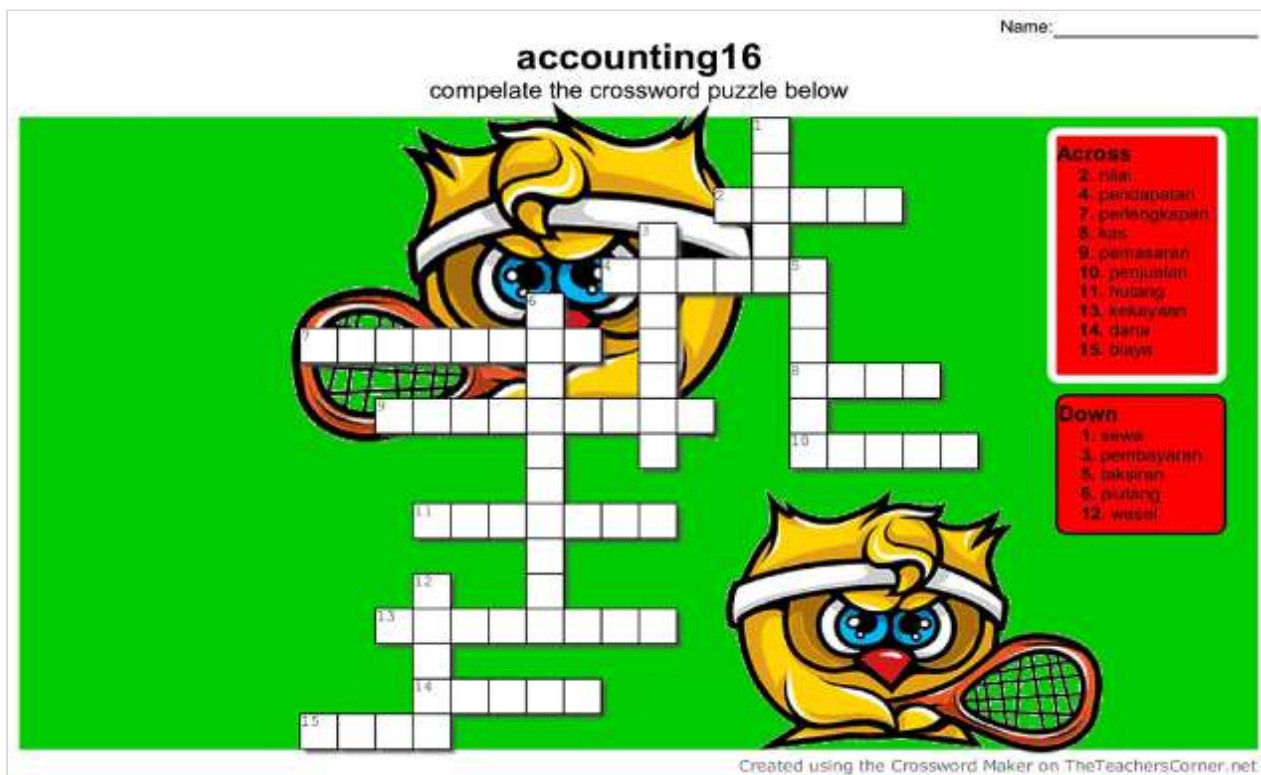 Name:
accounting16
compelate the crossword puzzle below
1
2
3
4 5
6
7
8
9
10
11
12
13
14
15
Across
2. nilai
4. pendapatan
7. perlengkapan
8. kas
9. pemasaran
10. penjualan
11. hutang
13. kekayaan
14. dana
15. biaya
Down
1. sewa
3. pembayaran
5. taksiran
6. piutang
12. wesel
Created using the Crossword Maker on TheTeachersCorner.net